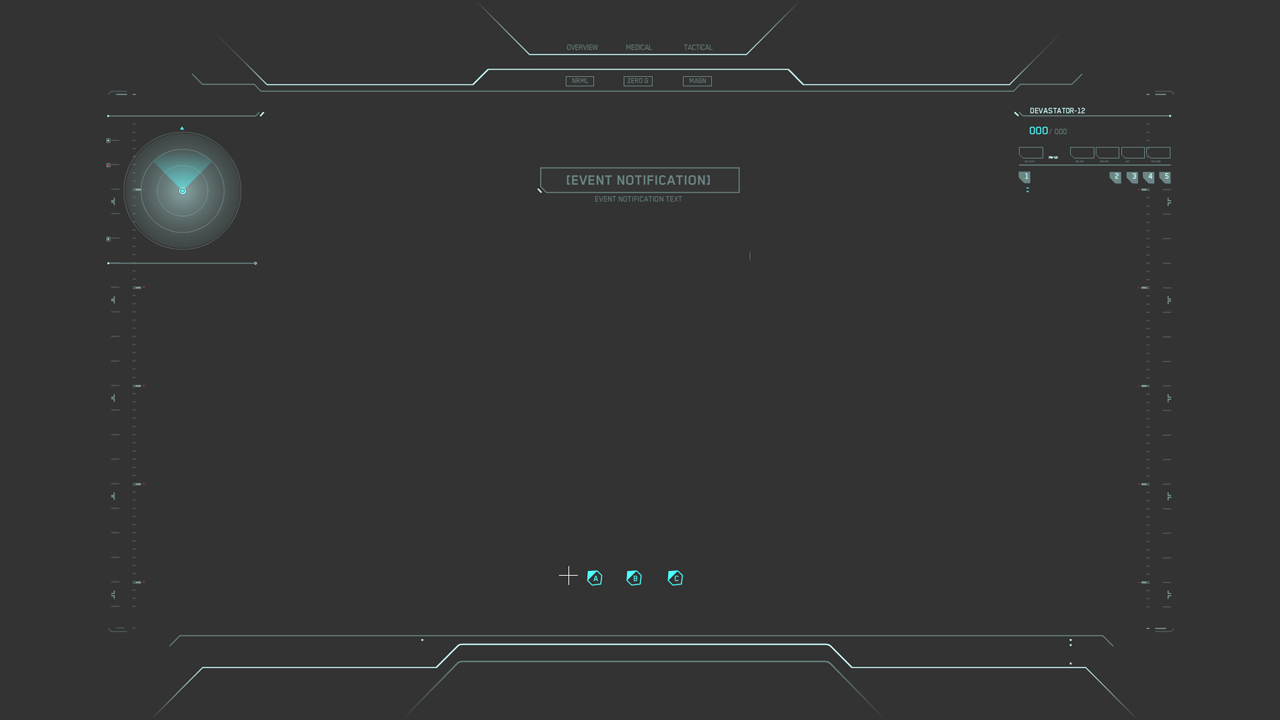 OVERVIEW MEDICAL TACTICAL
NRML ZERO G MAGN
DEVASTATOR-12
000/ 000
1 2 3 4 5
[EVENT NOTIFICATION]
EVENT NOTIFICATION TEXT
A B C